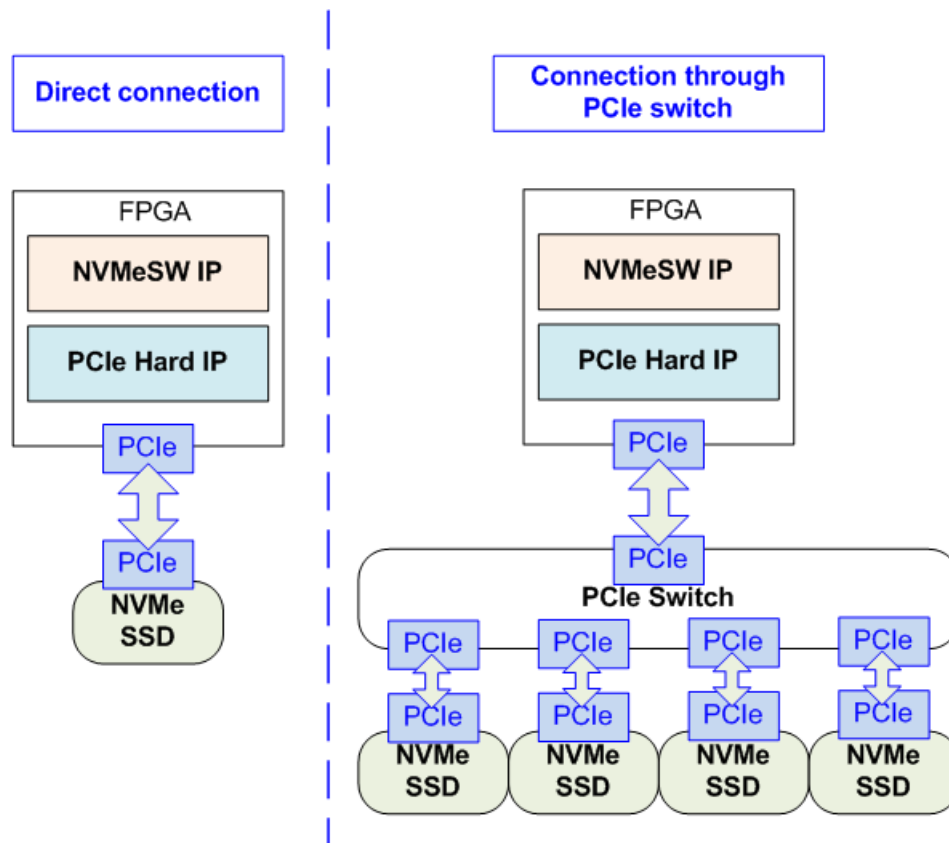 Direct connection
FPGA
NVMeSW IP
PCIe Hard IP
PCIe
PCIe
NVMe
SSD
Connection through
PCIe switch
FPGA
NVMeSW IP
PCIe Hard IP
PCIe
PCIe
PCIe Switch
PCIe PCIe PCIe PCIe
PCIe PCIe PCIe PCIe
NVMe NVMe NVMe NVMe
SSD SSD SSD SSD